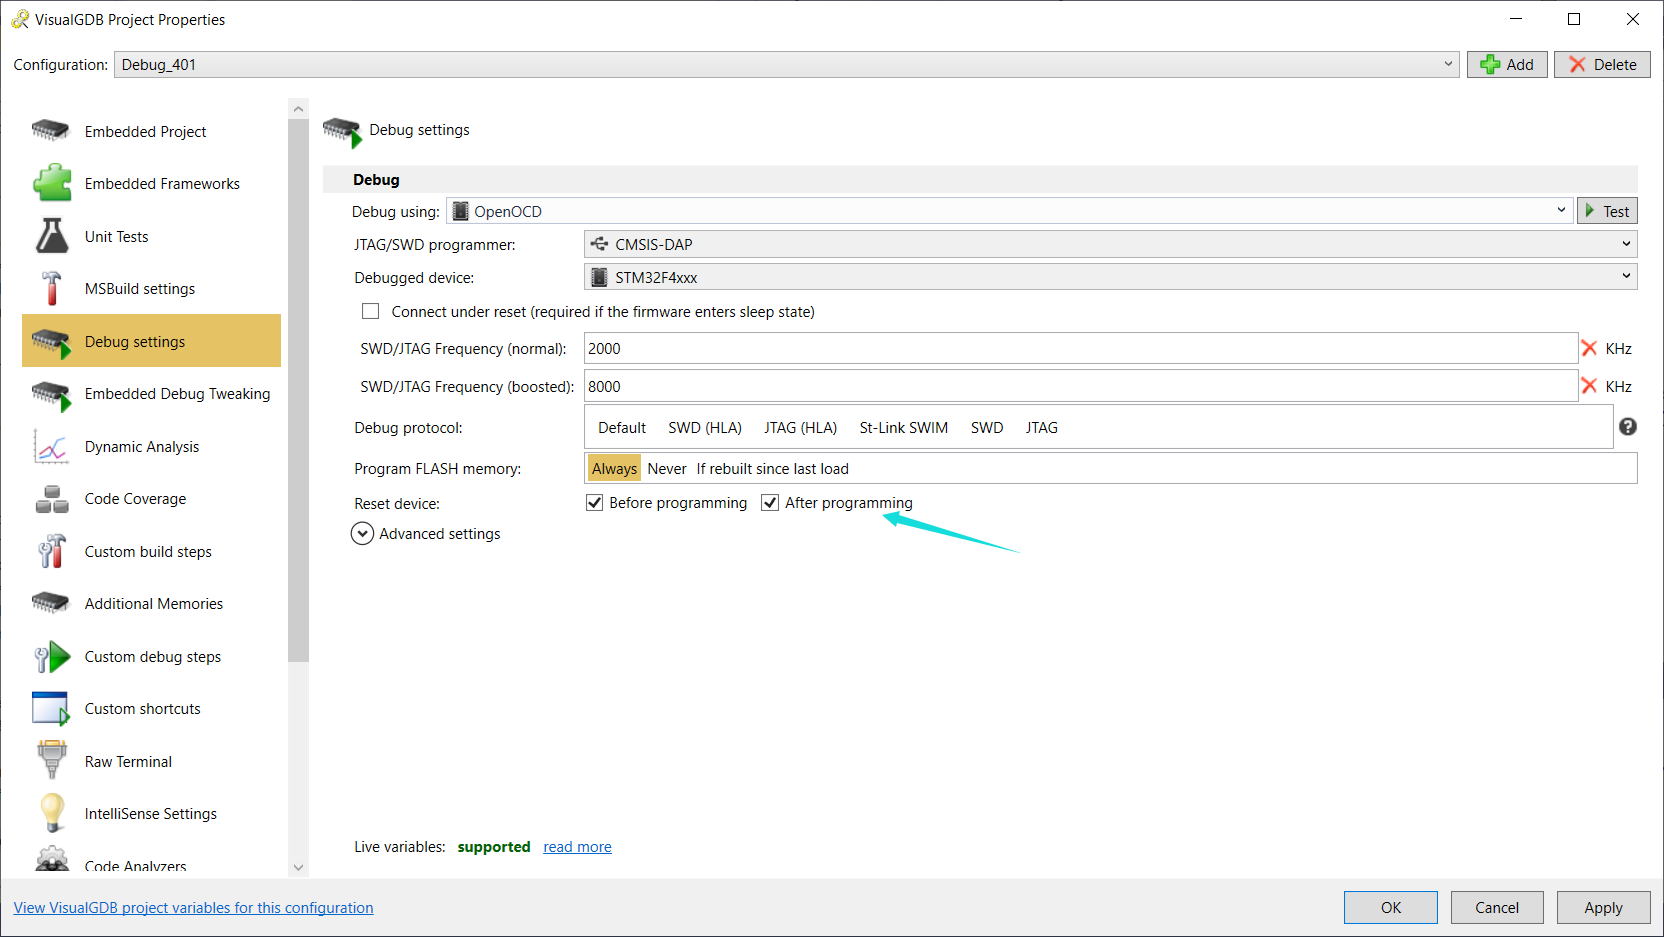 VisualGDB Project Properties
Configuration: Debug_401 Add Delete
Embedded Project
Embedded Frameworks
Unit Tests
MSBuild settings
Debug settings
Embedded Debug Tweaking
Dynamic Analysis
Code Coverage
Custom build steps
Additional Memories
Custom debug steps
Custom shortcuts
Raw Terminal
IntelliSense Settings
Code Analyzers
Debug settings
Debug
Debug using: OpenOCD Test
JTAG/SWD programmer: CMSIS-DAP
Debugged device: STM32F4xxx
Connect under reset (required if the firmware enters sleep state)
SWD/JTAG Frequency (normal): 2000 KHz
SWD/JTAG Frequency (boosted): 8000 KHz
Debug protocol: Default SWD (HLA) JTAG (HLA) St-Link SWIM SWD JTAG ?
Program FLASH memory: Always Never If rebuilt since last load
Reset device: Before programming After programming
Advanced settings
Live variables: supported read more
View VisualGDB project variables for this configuration
OK Cancel Apply